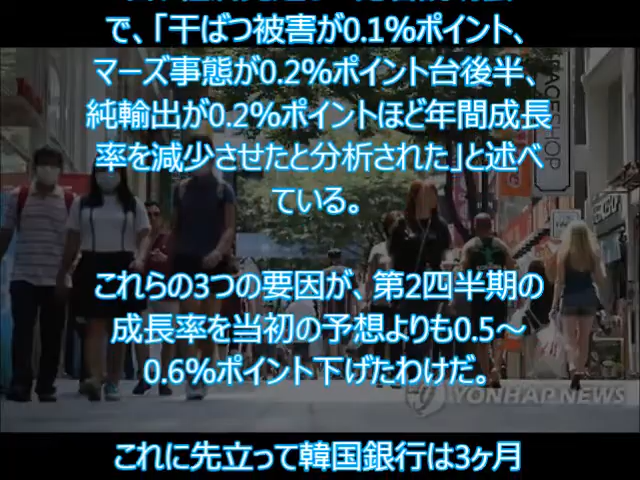 で、「干ばつ被害が0.1%ポイント、
マーズ事態が0.2%ポイント台後半、
純輸出が0.2%ポイントほど年間成長
率を減少させたと分析された」と述べ
ている。
これらの3つの要因が、第2四半期の
成長率を当初の予想よりも0.5～
0.6%ポイント下げたわけだ。
YONHAP NEWS
これに先立って韓国銀行は3ヶ月